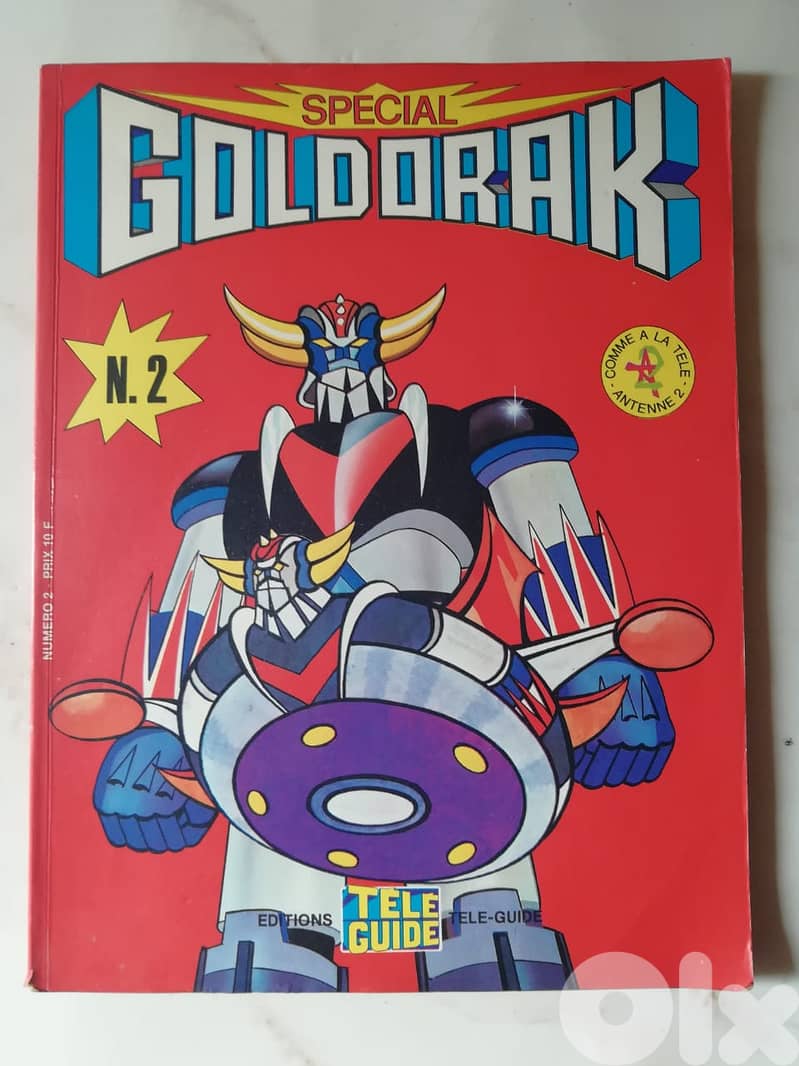 SPECIAL
GOLDORAK
N. 2
COMME A LA TELE
- ANTENNE 2 -
NUMERO 2 - PRIX 10 F
EDITIONS
TELE
GUIDE
TELE-GUIDE
olx